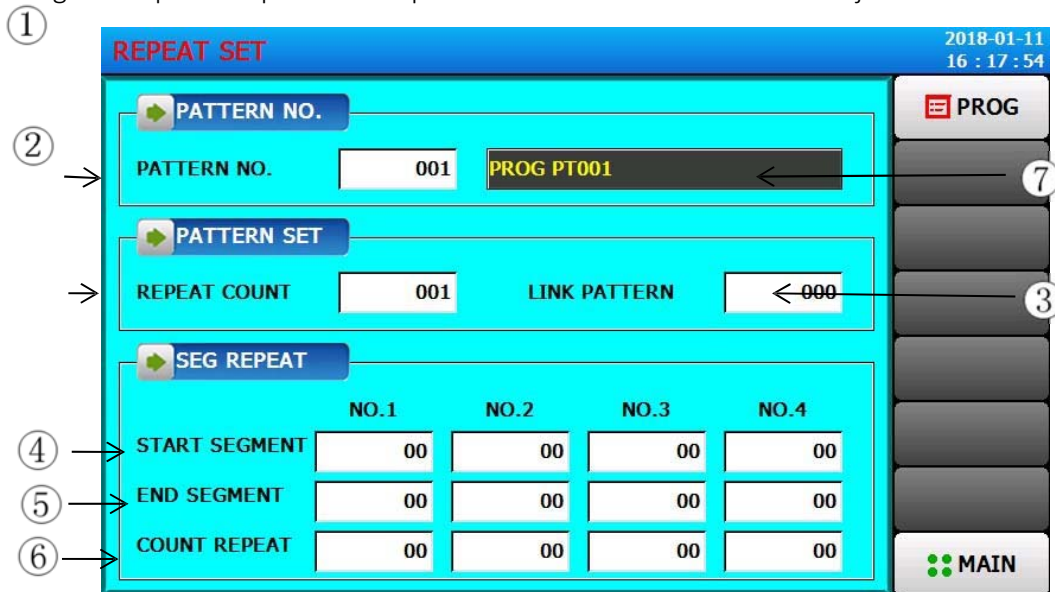 ①
REPEAT SET
2018-01-11
16 : 17 : 54
PATTERN NO.
PROG
②
PATTERN NO. 001 PROG PT001
⑦
PATTERN SET
REPEAT COUNT 001 LINK PATTERN 000
③
SEG REPEAT
NO.1 NO.2 NO.3 NO.4
④ START SEGMENT 00 00 00 00
⑤ END SEGMENT 00 00 00 00
⑥ COUNT REPEAT 00 00 00 00
MAIN